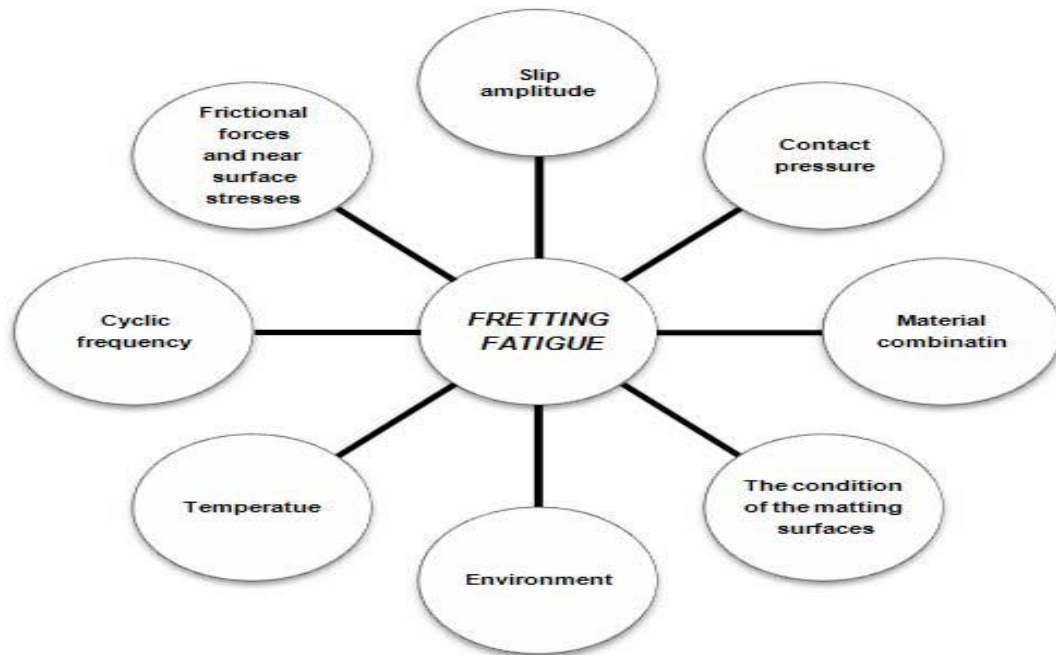 Slip
amplitude
Contact
pressure
Material
combinatin
The condition
of the matting
surfaces
Environment
Temperatue
Cyclic
frequency
Frictional
forces
and near
surface
stresses
FRETTING
FATIGUE